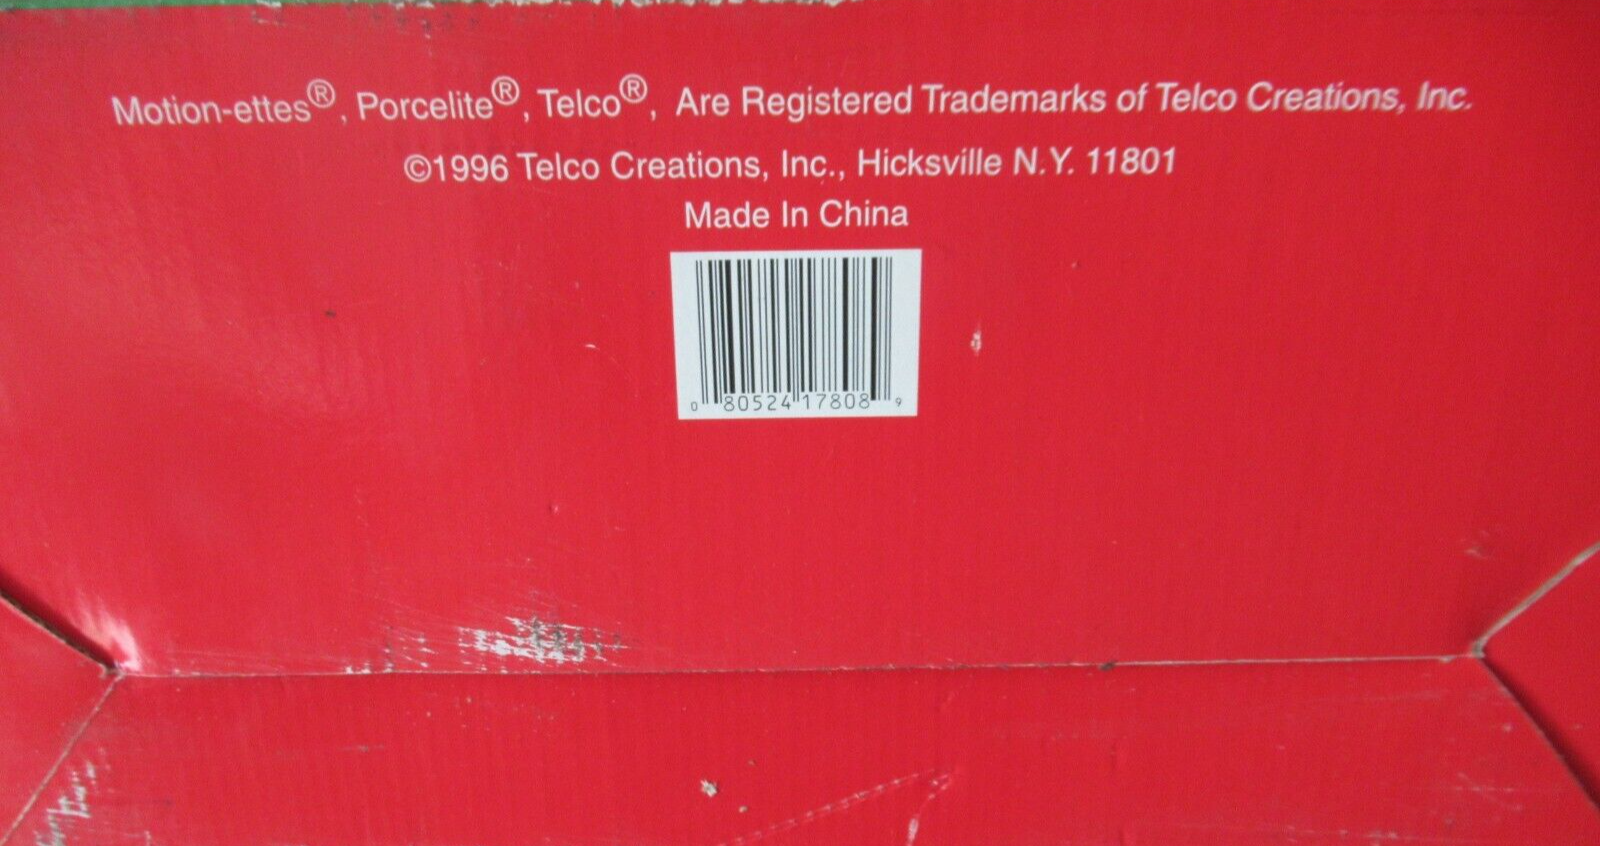 Motion-ettes®, Porcelite®, Telco®, Are Registered Trademarks of Telco Creations, Inc.
©1996 Telco Creations, Inc., Hicksville N.Y. 11801
Made In China
0 80524 17808 9